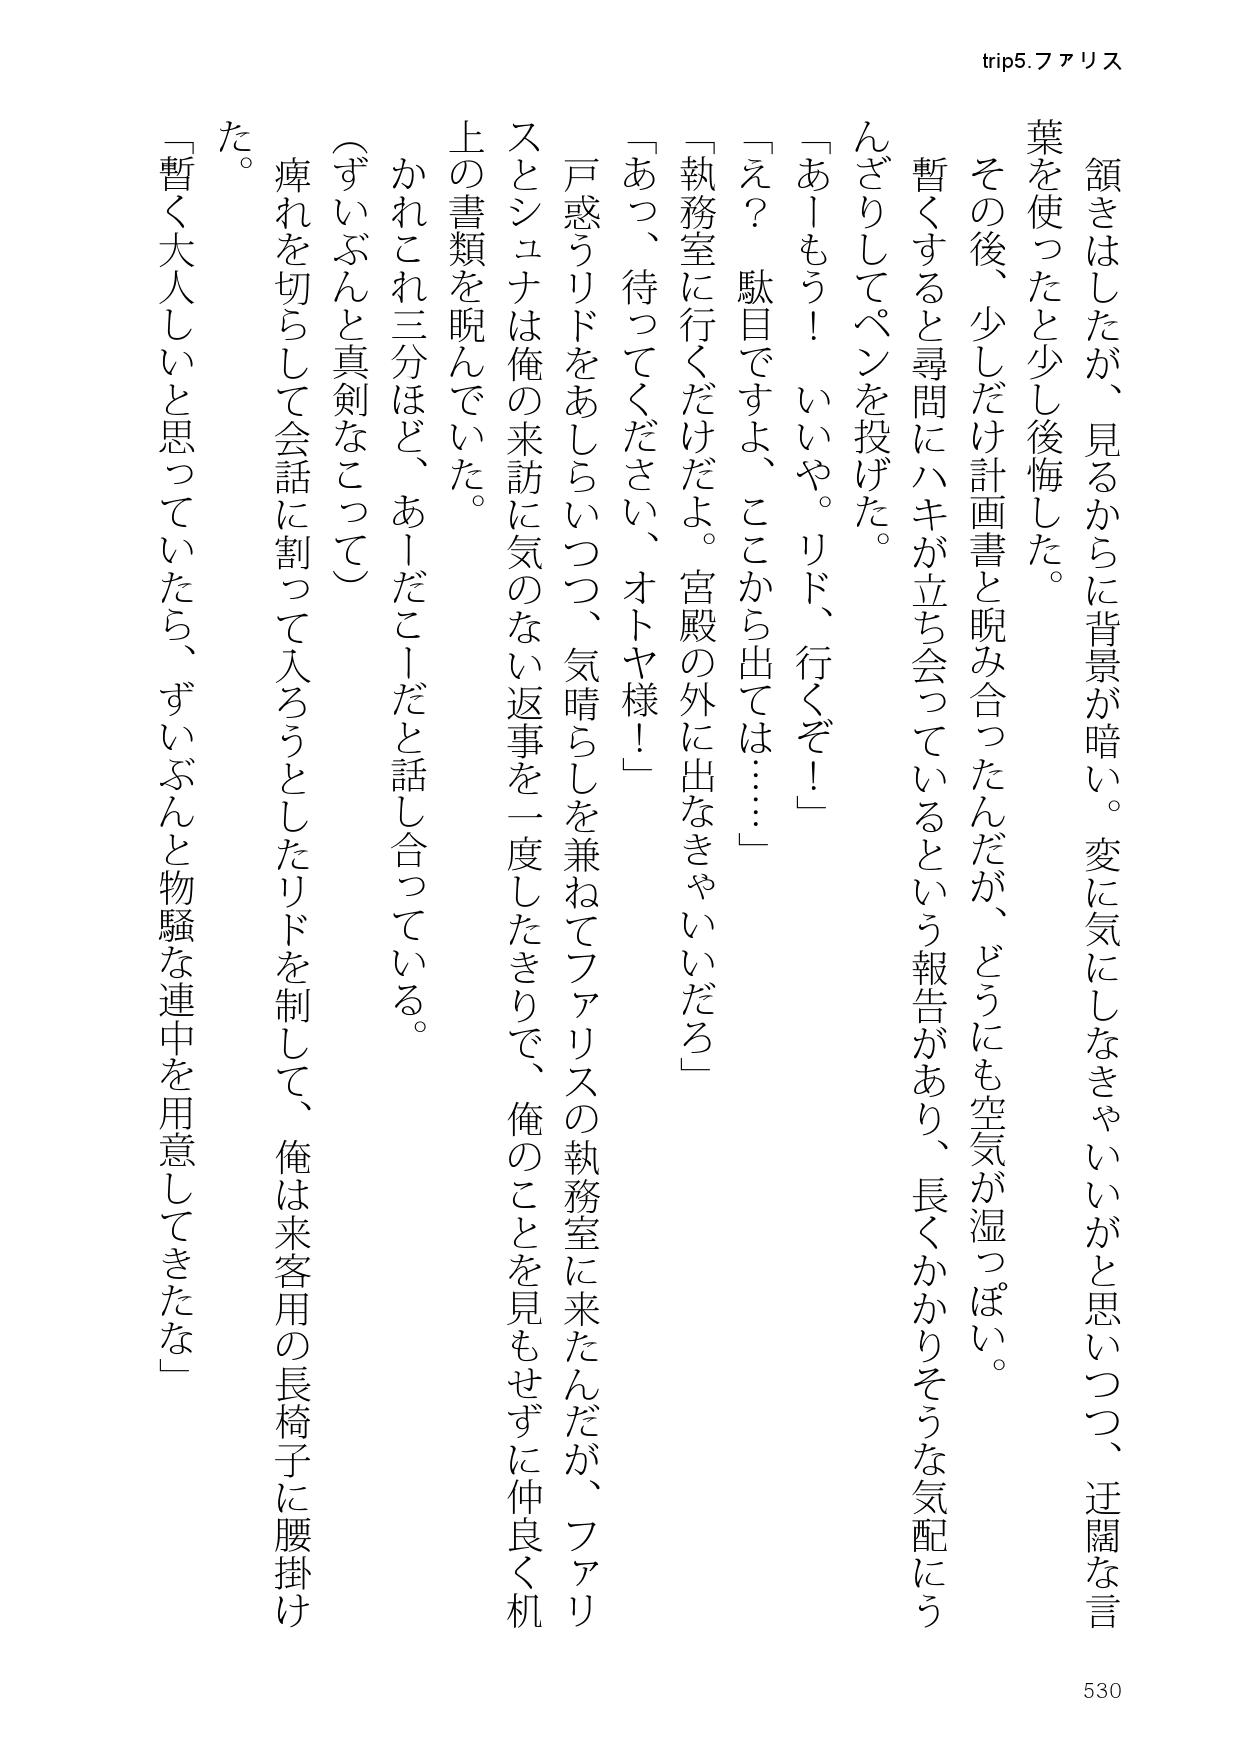 trip5.ファリス
　頷きはしたが、見るからに背景が暗い。変に気にしなきゃいいがと思いつつ、迂闊な言
葉を使ったと少し後悔した。
　その後、少しだけ計画書と睨み合ったんだが、どうにも空気が湿っぽい。
　暫くすると尋問にハキが立ち会っているという報告があり、長くかかりそうな気配にう
んざりしてペンを投げた。
「あーもう！　いいや。リド、行くぞ！」
「え？　駄目ですよ、ここから出ては……」
「執務室に行くだけだよ。宮殿の外に出なきゃいいだろ」
「あっ、待ってください、オトヤ様！」
　戸惑うリドをあしらいつつ、気晴らしを兼ねてファリスの執務室に来たんだが、ファリ
スとシュナは俺の来訪に気のない返事を一度したきりで、俺のことを見もせずに仲良く机
上の書類を睨んでいた。
　かれこれ三分ほど、あーだこーだと話し合っている。
（ずいぶんと真剣なこって）
　痺れを切らして会話に割って入ろうとしたリドを制して、俺は来客用の長椅子に腰掛け
た。
「暫く大人しいと思っていたら、ずいぶんと物騒な連中を用意してきたな」
530